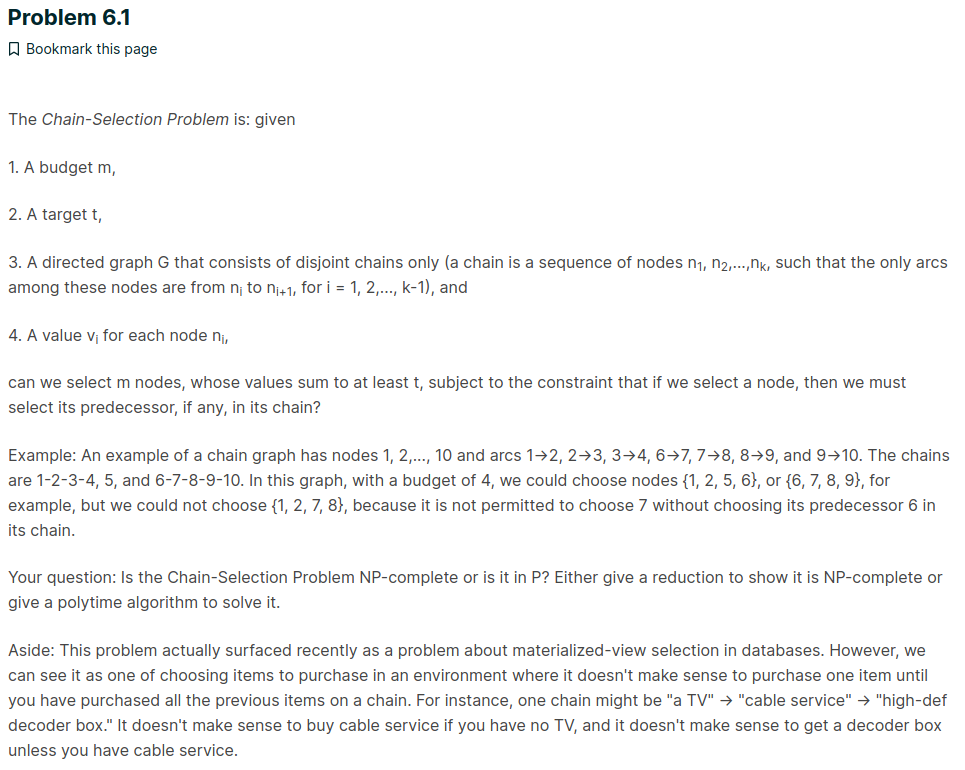 Problem 6.1
Bookmark this page
The Chain-Selection Problem is: given
1. A budget m,
2. A target t,
3. A directed graph G that consists of disjoint chains only (a chain is a sequence of nodes n₁, n₂,...,nₖ, such that the only arcs
among these nodes are from nᵢ to nᵢ₊₁, for i = 1, 2,..., k-1), and
4. A value vᵢ for each node nᵢ,
can we select m nodes, whose values sum to at least t, subject to the constraint that if we select a node, then we must
select its predecessor, if any, in its chain?
Example: An example of a chain graph has nodes 1, 2,..., 10 and arcs 1→2, 2→3, 3→4, 6→7, 7→8, 8→9, and 9→10. The chains
are 1-2-3-4, 5, and 6-7-8-9-10. In this graph, with a budget of 4, we could choose nodes {1, 2, 5, 6}, or {6, 7, 8, 9}, for
example, but we could not choose {1, 2, 7, 8}, because it is not permitted to choose 7 without choosing its predecessor 6 in
its chain.
Your question: Is the Chain-Selection Problem NP-complete or is it in P? Either give a reduction to show it is NP-complete or
give a polytime algorithm to solve it.
Aside: This problem actually surfaced recently as a problem about materialized-view selection in databases. However, we
can see it as one of choosing items to purchase in an environment where it doesn't make sense to purchase one item until
you have purchased all the previous items on a chain. For instance, one chain might be "a TV" → "cable service" → "high-def
decoder box." It doesn't make sense to buy cable service if you have no TV, and it doesn't make sense to get a decoder box
unless you have cable service.